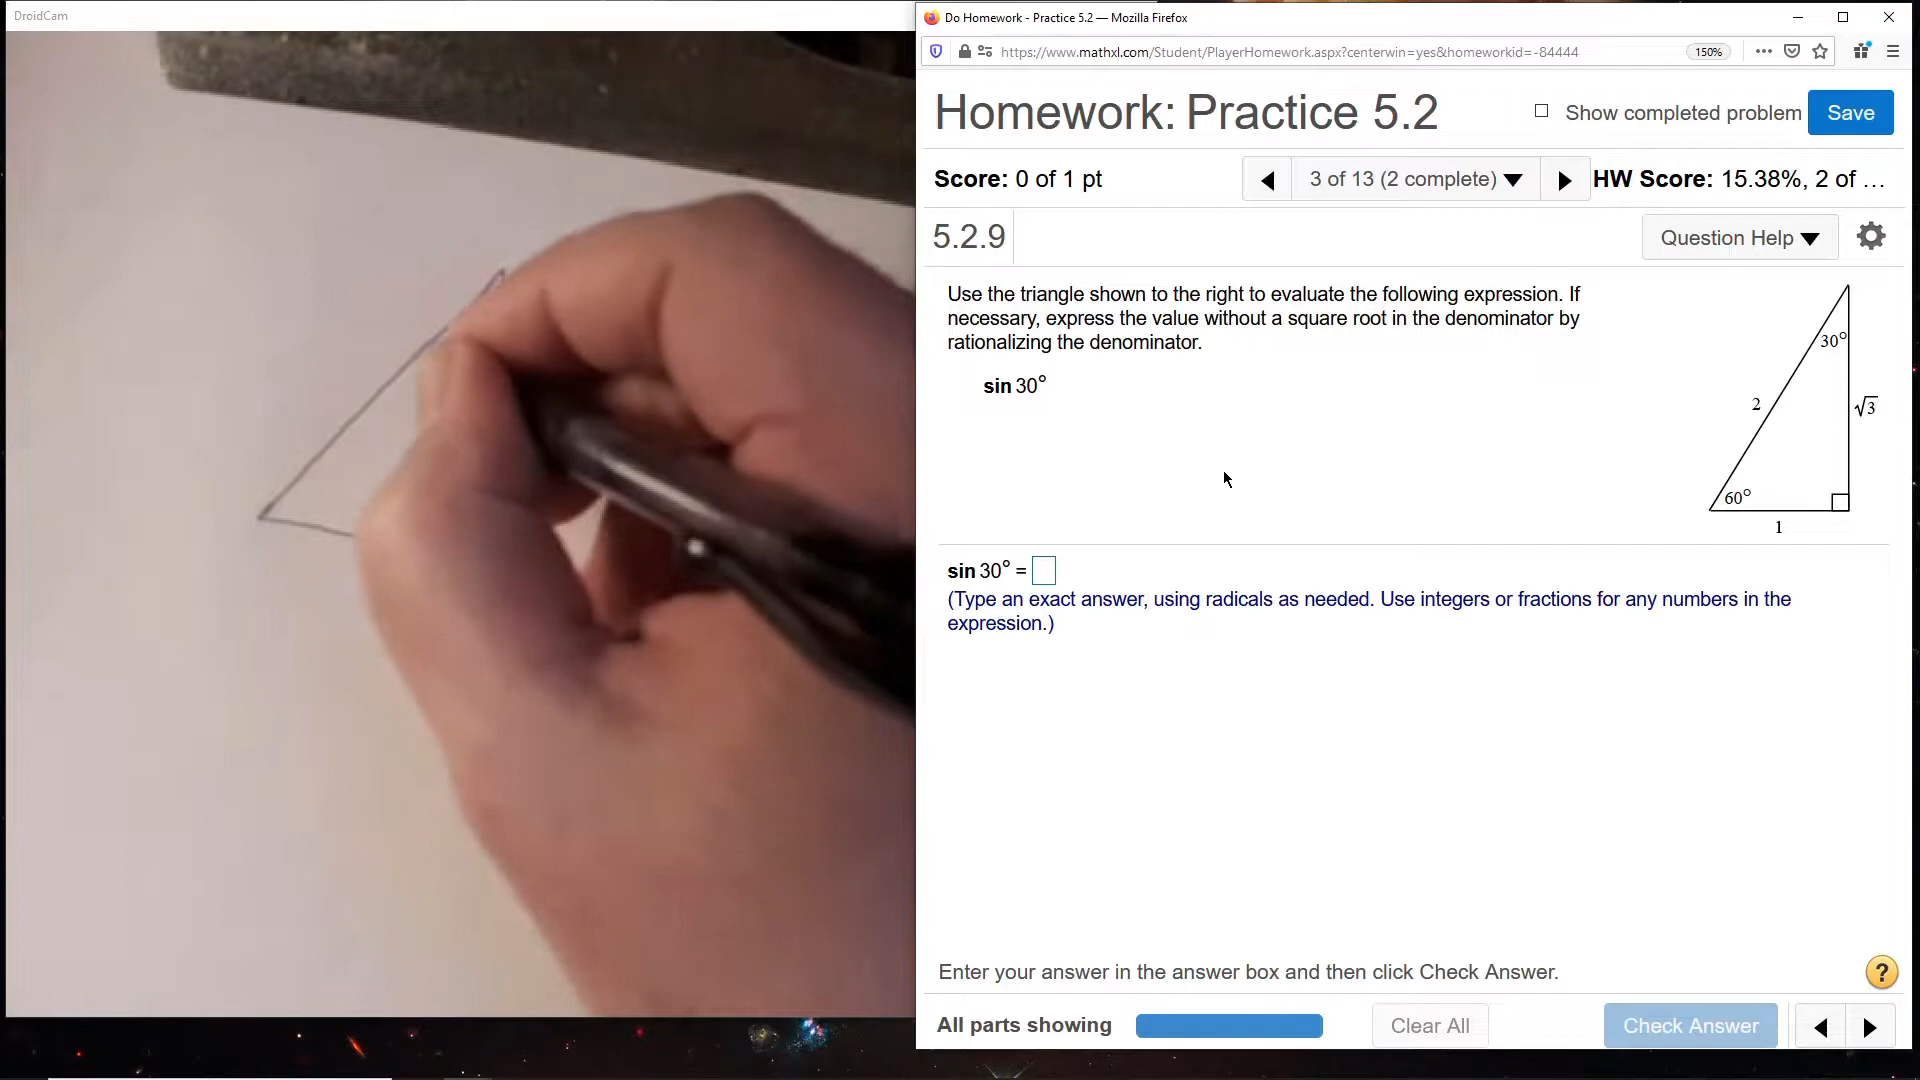 DroidCam
Do Homework - Practice 5.2 — Mozilla Firefox
https://www.mathxl.com/Student/PlayerHomework.aspx?centerwin=yes&homeworkid=-84444
150%
Homework: Practice 5.2
Show completed problem
Save
Score: 0 of 1 pt
3 of 13 (2 complete)
HW Score: 15.38%, 2 of …
5.2.9
Question Help
Use the triangle shown to the right to evaluate the following expression. If
necessary, express the value without a square root in the denominator by
rationalizing the denominator.
sin 30°
30°
2
√3
60°
1
sin 30° =
(Type an exact answer, using radicals as needed. Use integers or fractions for any numbers in the
expression.)
Enter your answer in the answer box and then click Check Answer.
?
All parts showing
Clear All
Check Answer